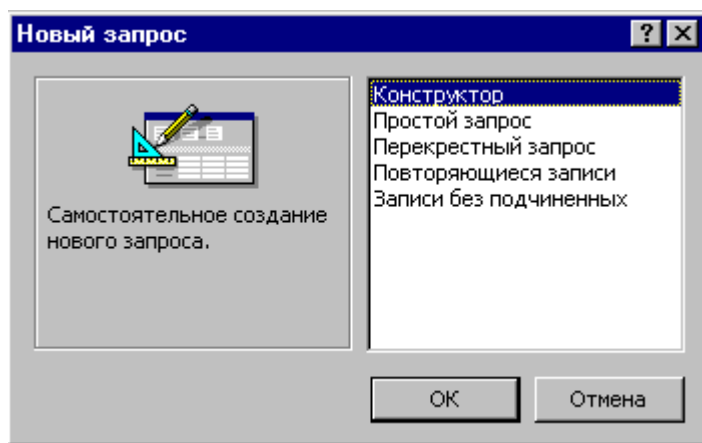 Новый запрос
Самостоятельное создание
нового запроса.
Конструктор
Простой запрос
Перекрестный запрос
Повторяющиеся записи
Записи без подчиненных
ОК
Отмена